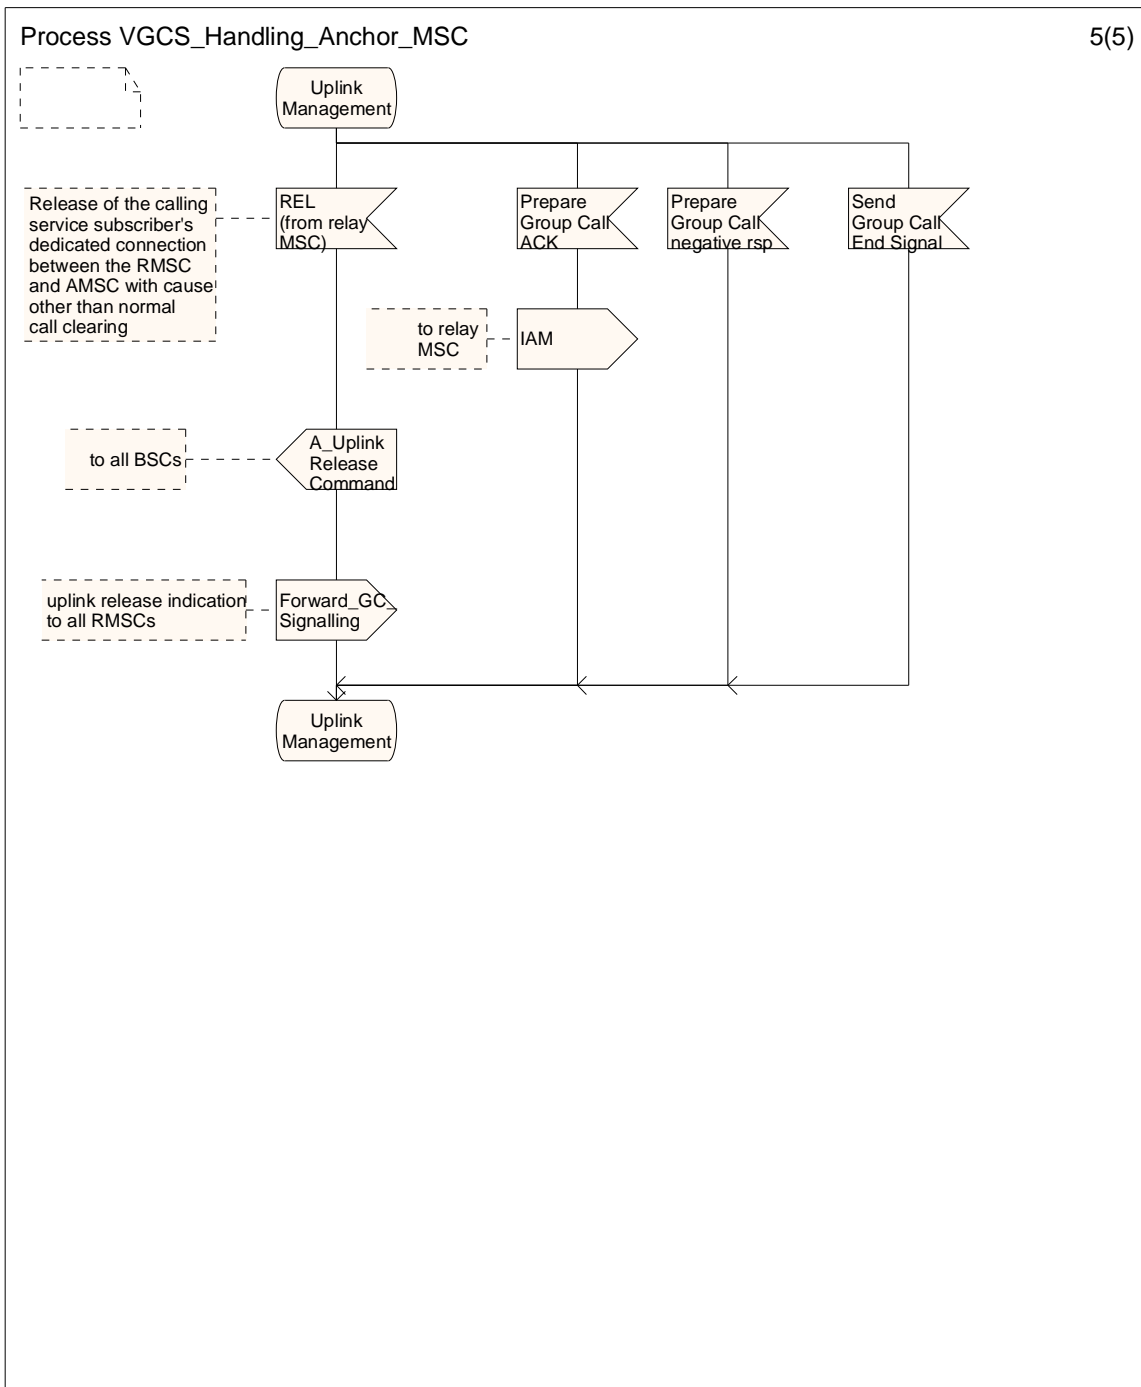 Process VGCS_Handling_Anchor_MSC
5(5)
Uplink
Management
Release of the calling
service subscriber's
dedicated connection
between the RMSC
and AMSC with cause
other than normal
call clearing
REL
(from relay
MSC)
Prepare
Group Call
ACK
Prepare
Group Call
negative rsp
Send
Group Call
End Signal
to relay
MSC
IAM
to all BSCs
A_Uplink
Release
Command
uplink release indication
to all RMSCs
Forward_GC_
Signalling
Uplink
Management